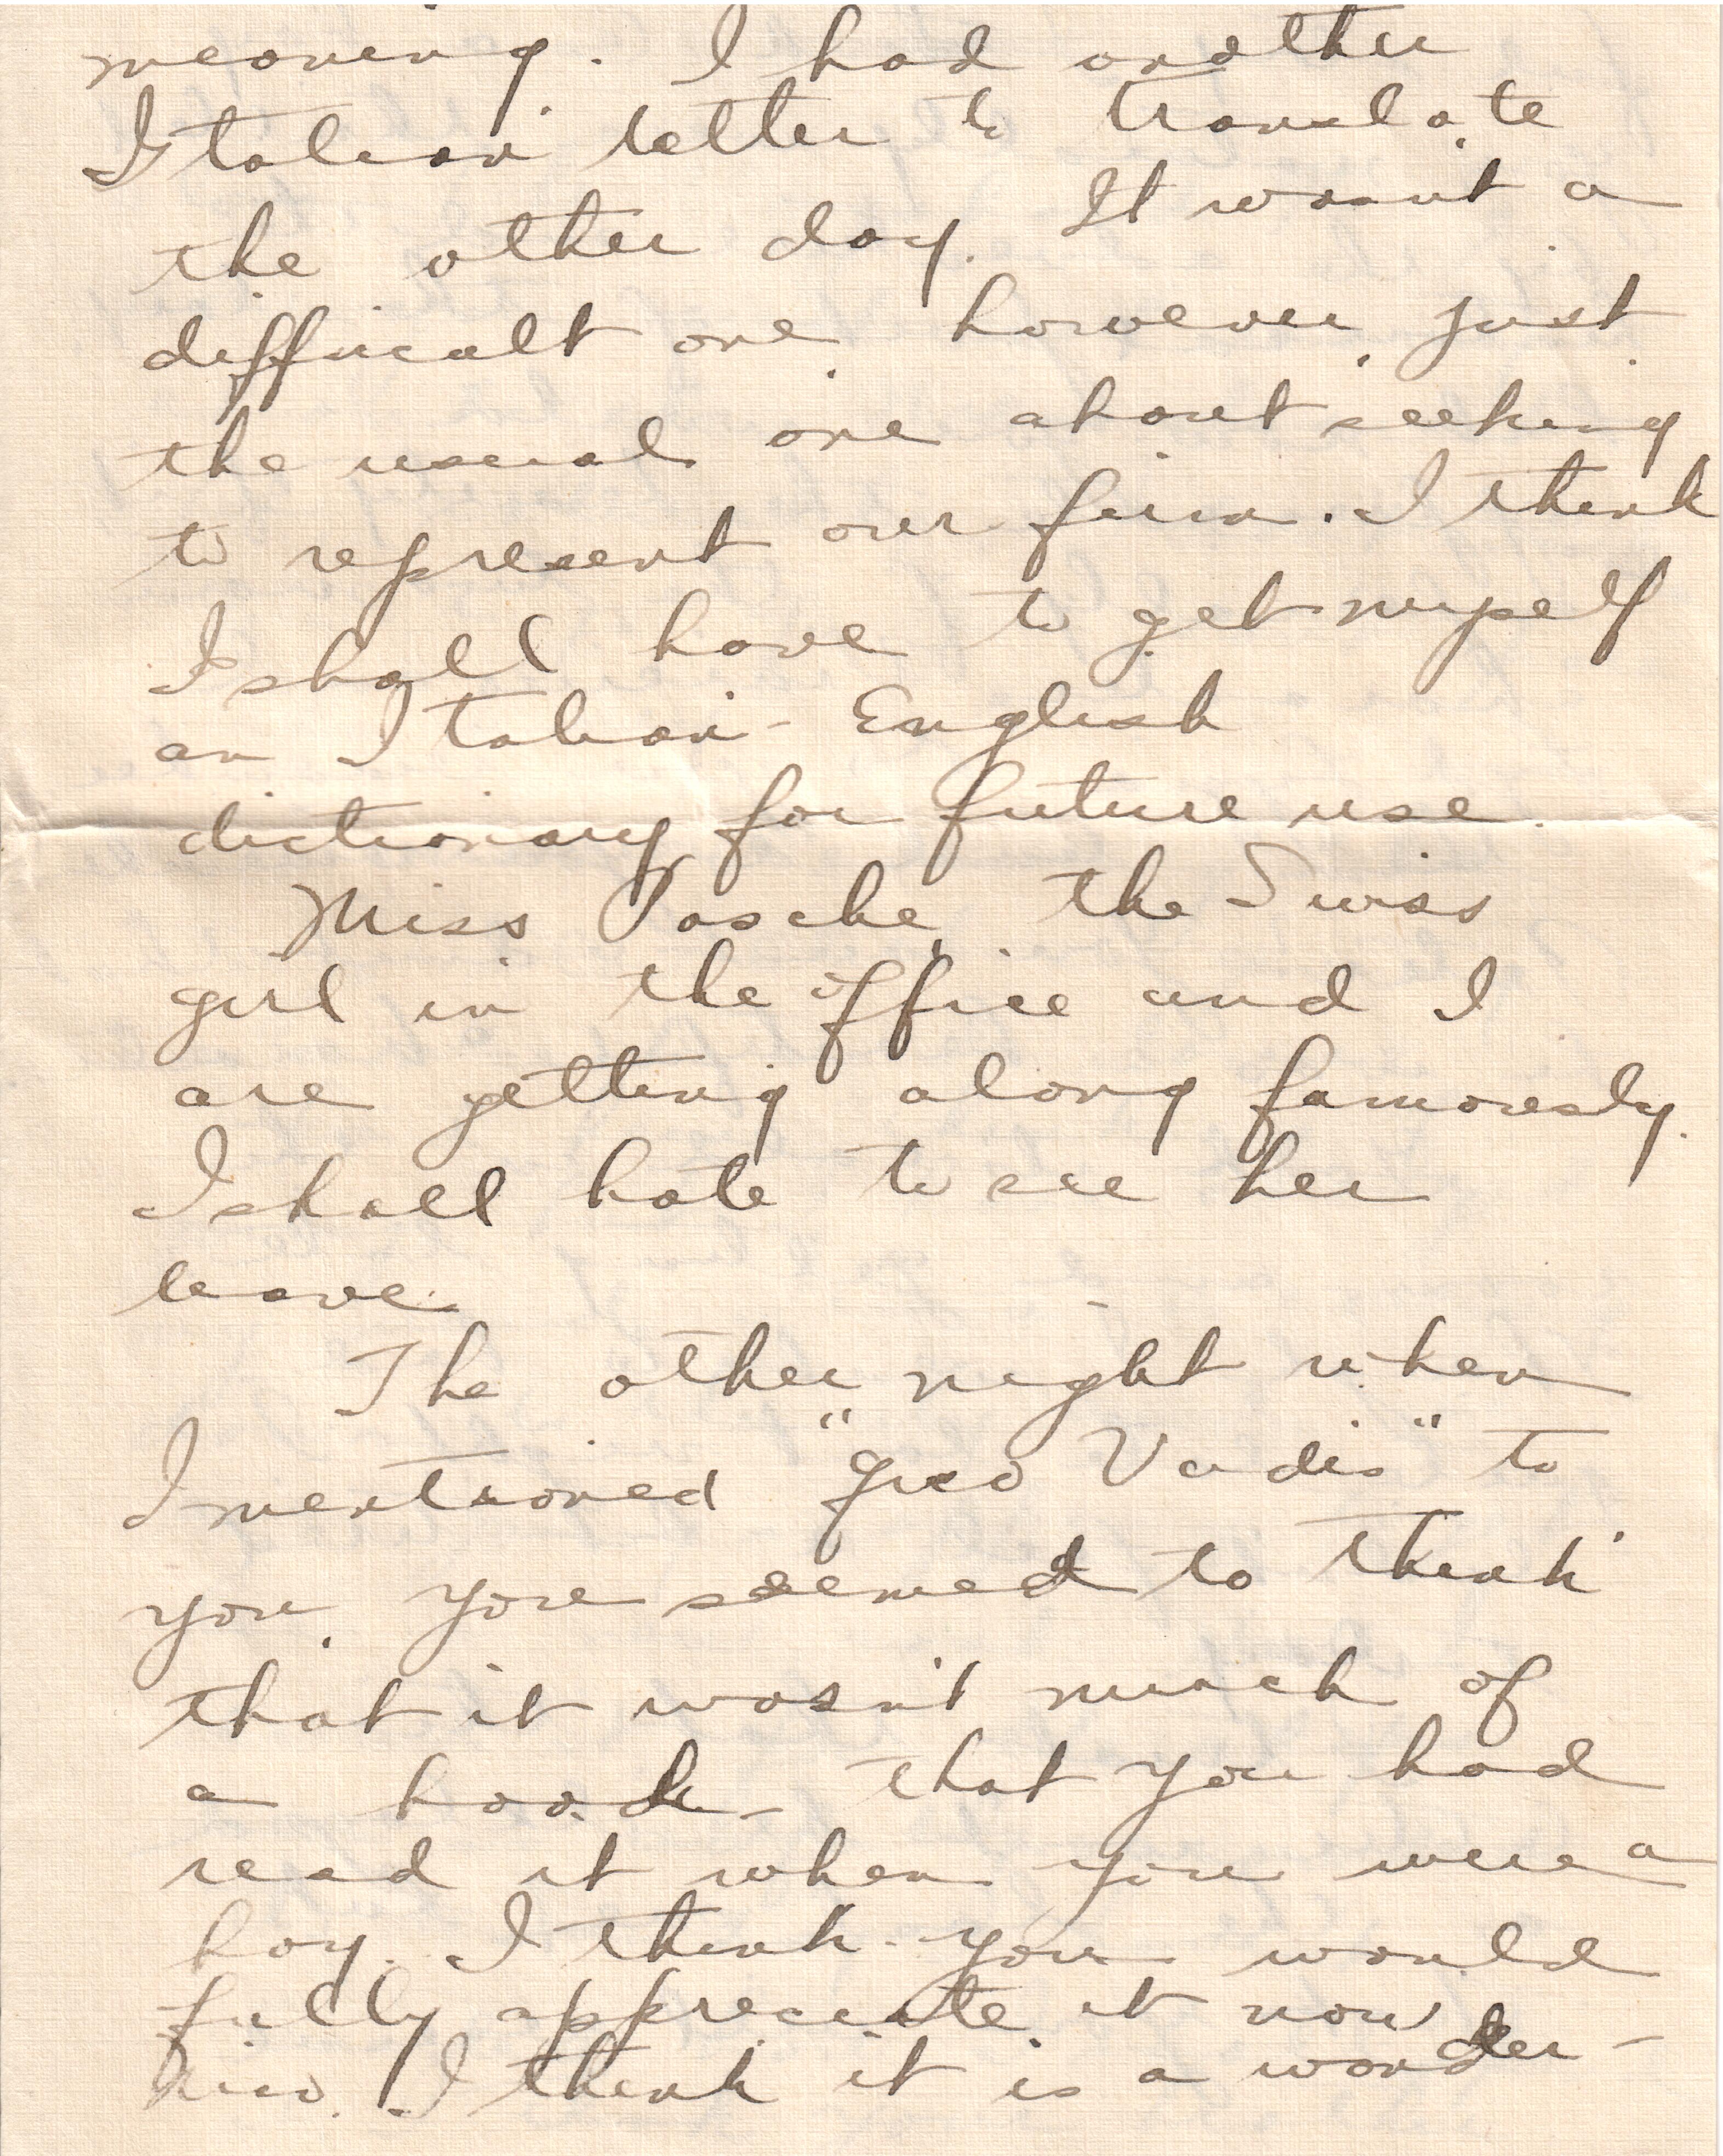 meaning. I had another
Italian letter to translate
the other day. It wasnt a
difficult one, however, just
the usual one about seeking
to represent our firm. I think
I shall have to get myself
an Italian-English
dictionary for future use.
Miss Pasche, the Swiss
girl in the office and I
are getting along famously.
I shall hate to see her
leave.
The other night when
I mentioned "Quo Vadis" to
you, you seemed to think
that it wasn't much of
a book - that you had
read it when you were a
boy. I think you would
fully appreciate it now
I think it is a wonder-